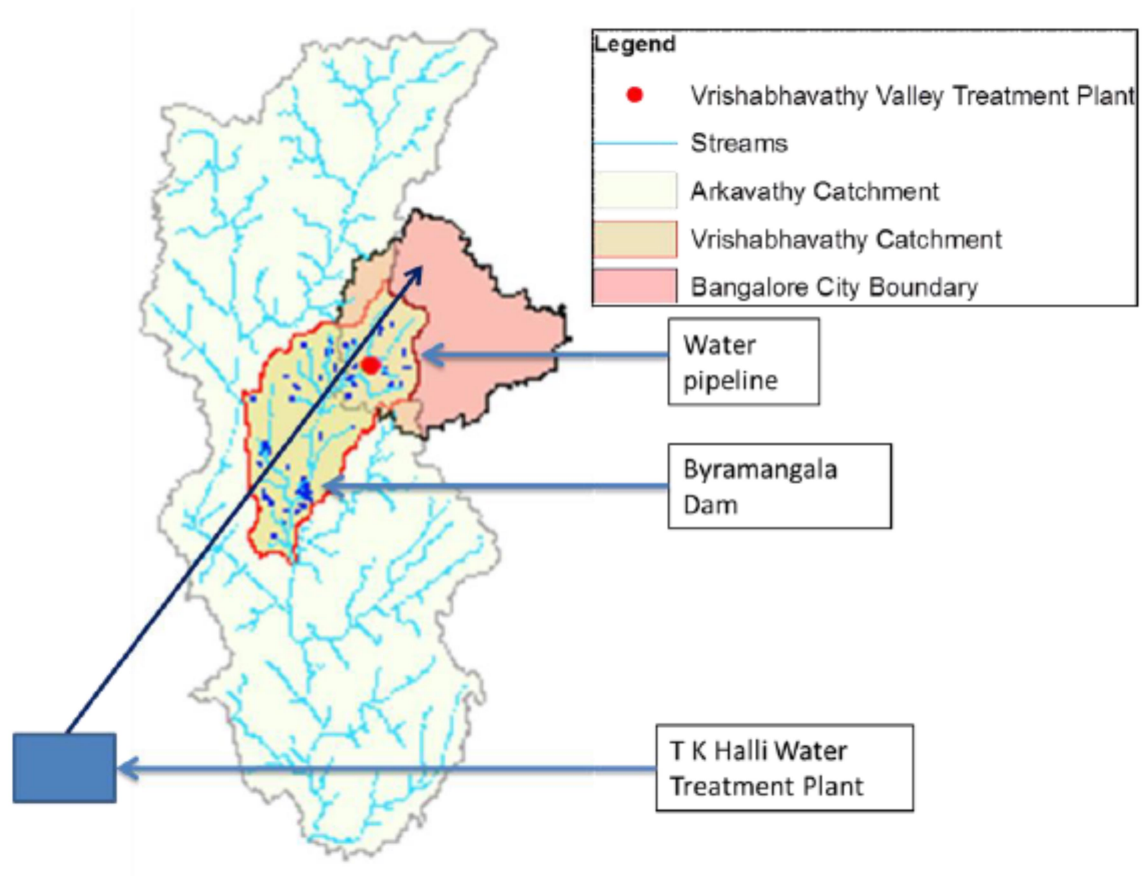 Legend
Vrishabhavathy Valley Treatment Plant
Streams
Arkavathy Catchment
Vrishabhavathy Catchment
Bangalore City Boundary
Water
pipeline
Byramangala
Dam
T K Halli Water
Treatment Plant